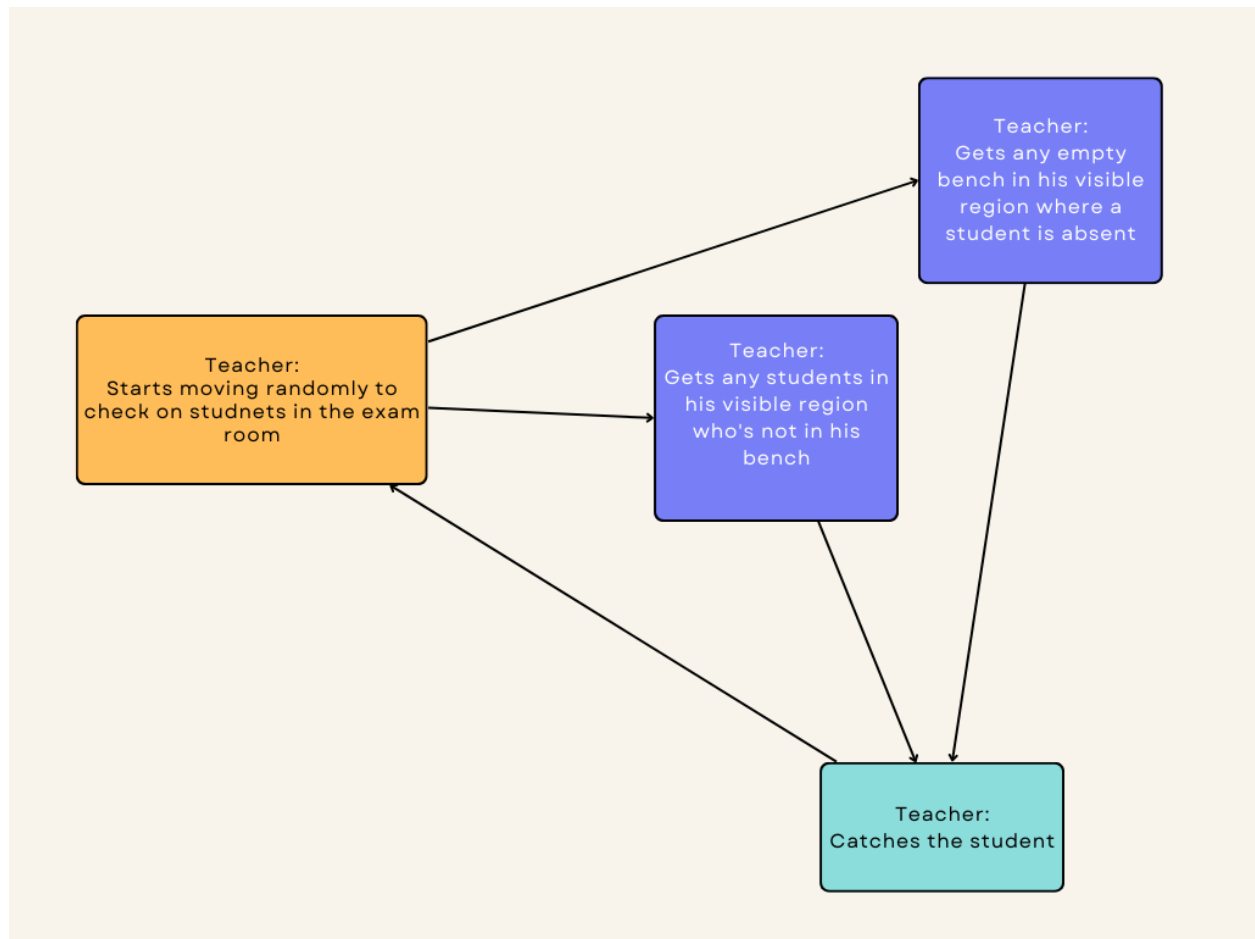 Teacher:
Gets any empty
bench in his visible
region where a
student is absent
Teacher:
Starts moving randomly to
check on studnets in the exam
room
Teacher:
Gets any students in
his visible region
who's not in his
bench
Teacher:
Catches the student